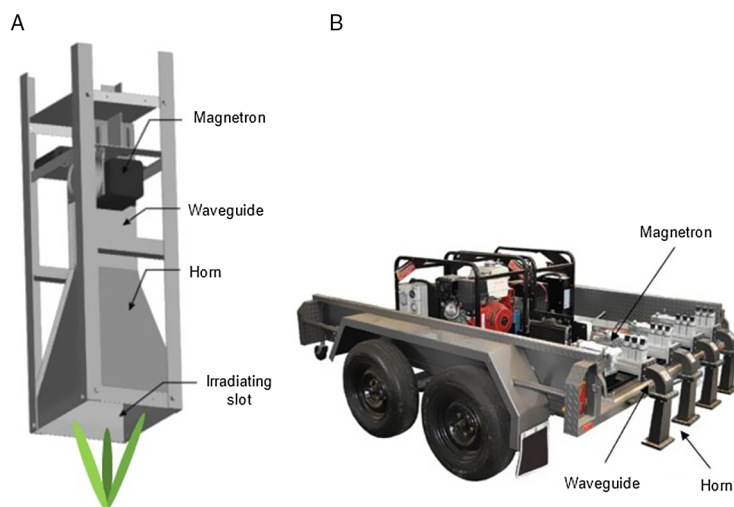 A
B
Magnetron
Waveguide
Horn
Irradiating
slot
Magnetron
Waveguide
Horn